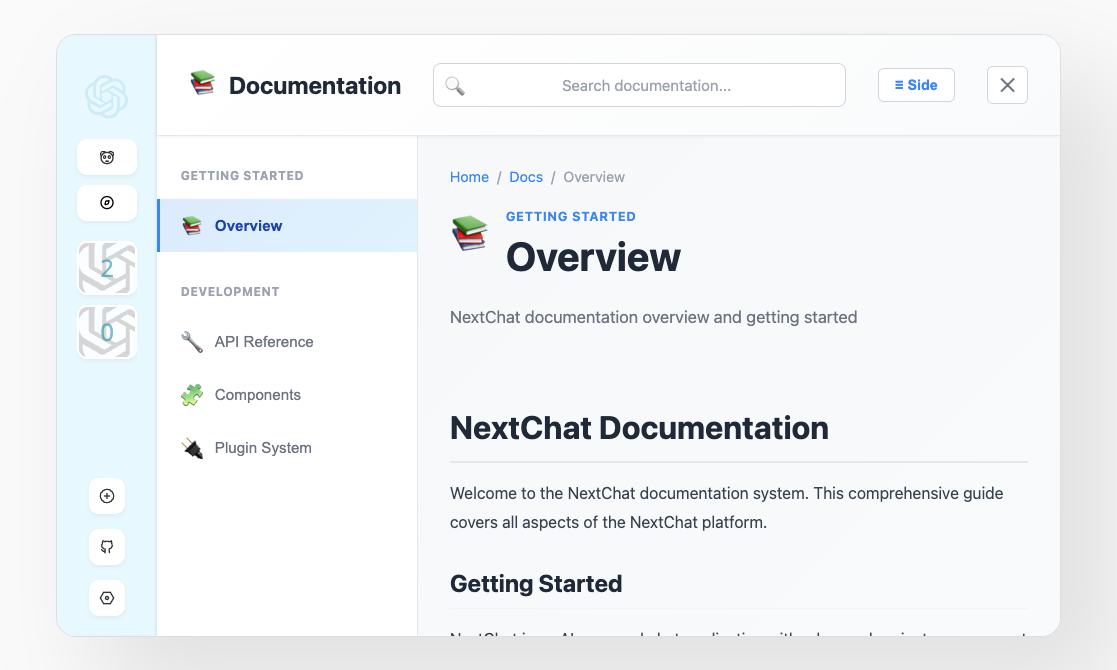 Documentation
Search documentation...
≡ Side
2
0
GETTING STARTED
Overview
DEVELOPMENT
API Reference
Components
Plugin System
Home / Docs / Overview
GETTING STARTED
Overview
NextChat documentation overview and getting started
NextChat Documentation
Welcome to the NextChat documentation system. This comprehensive guide
covers all aspects of the NextChat platform.
Getting Started